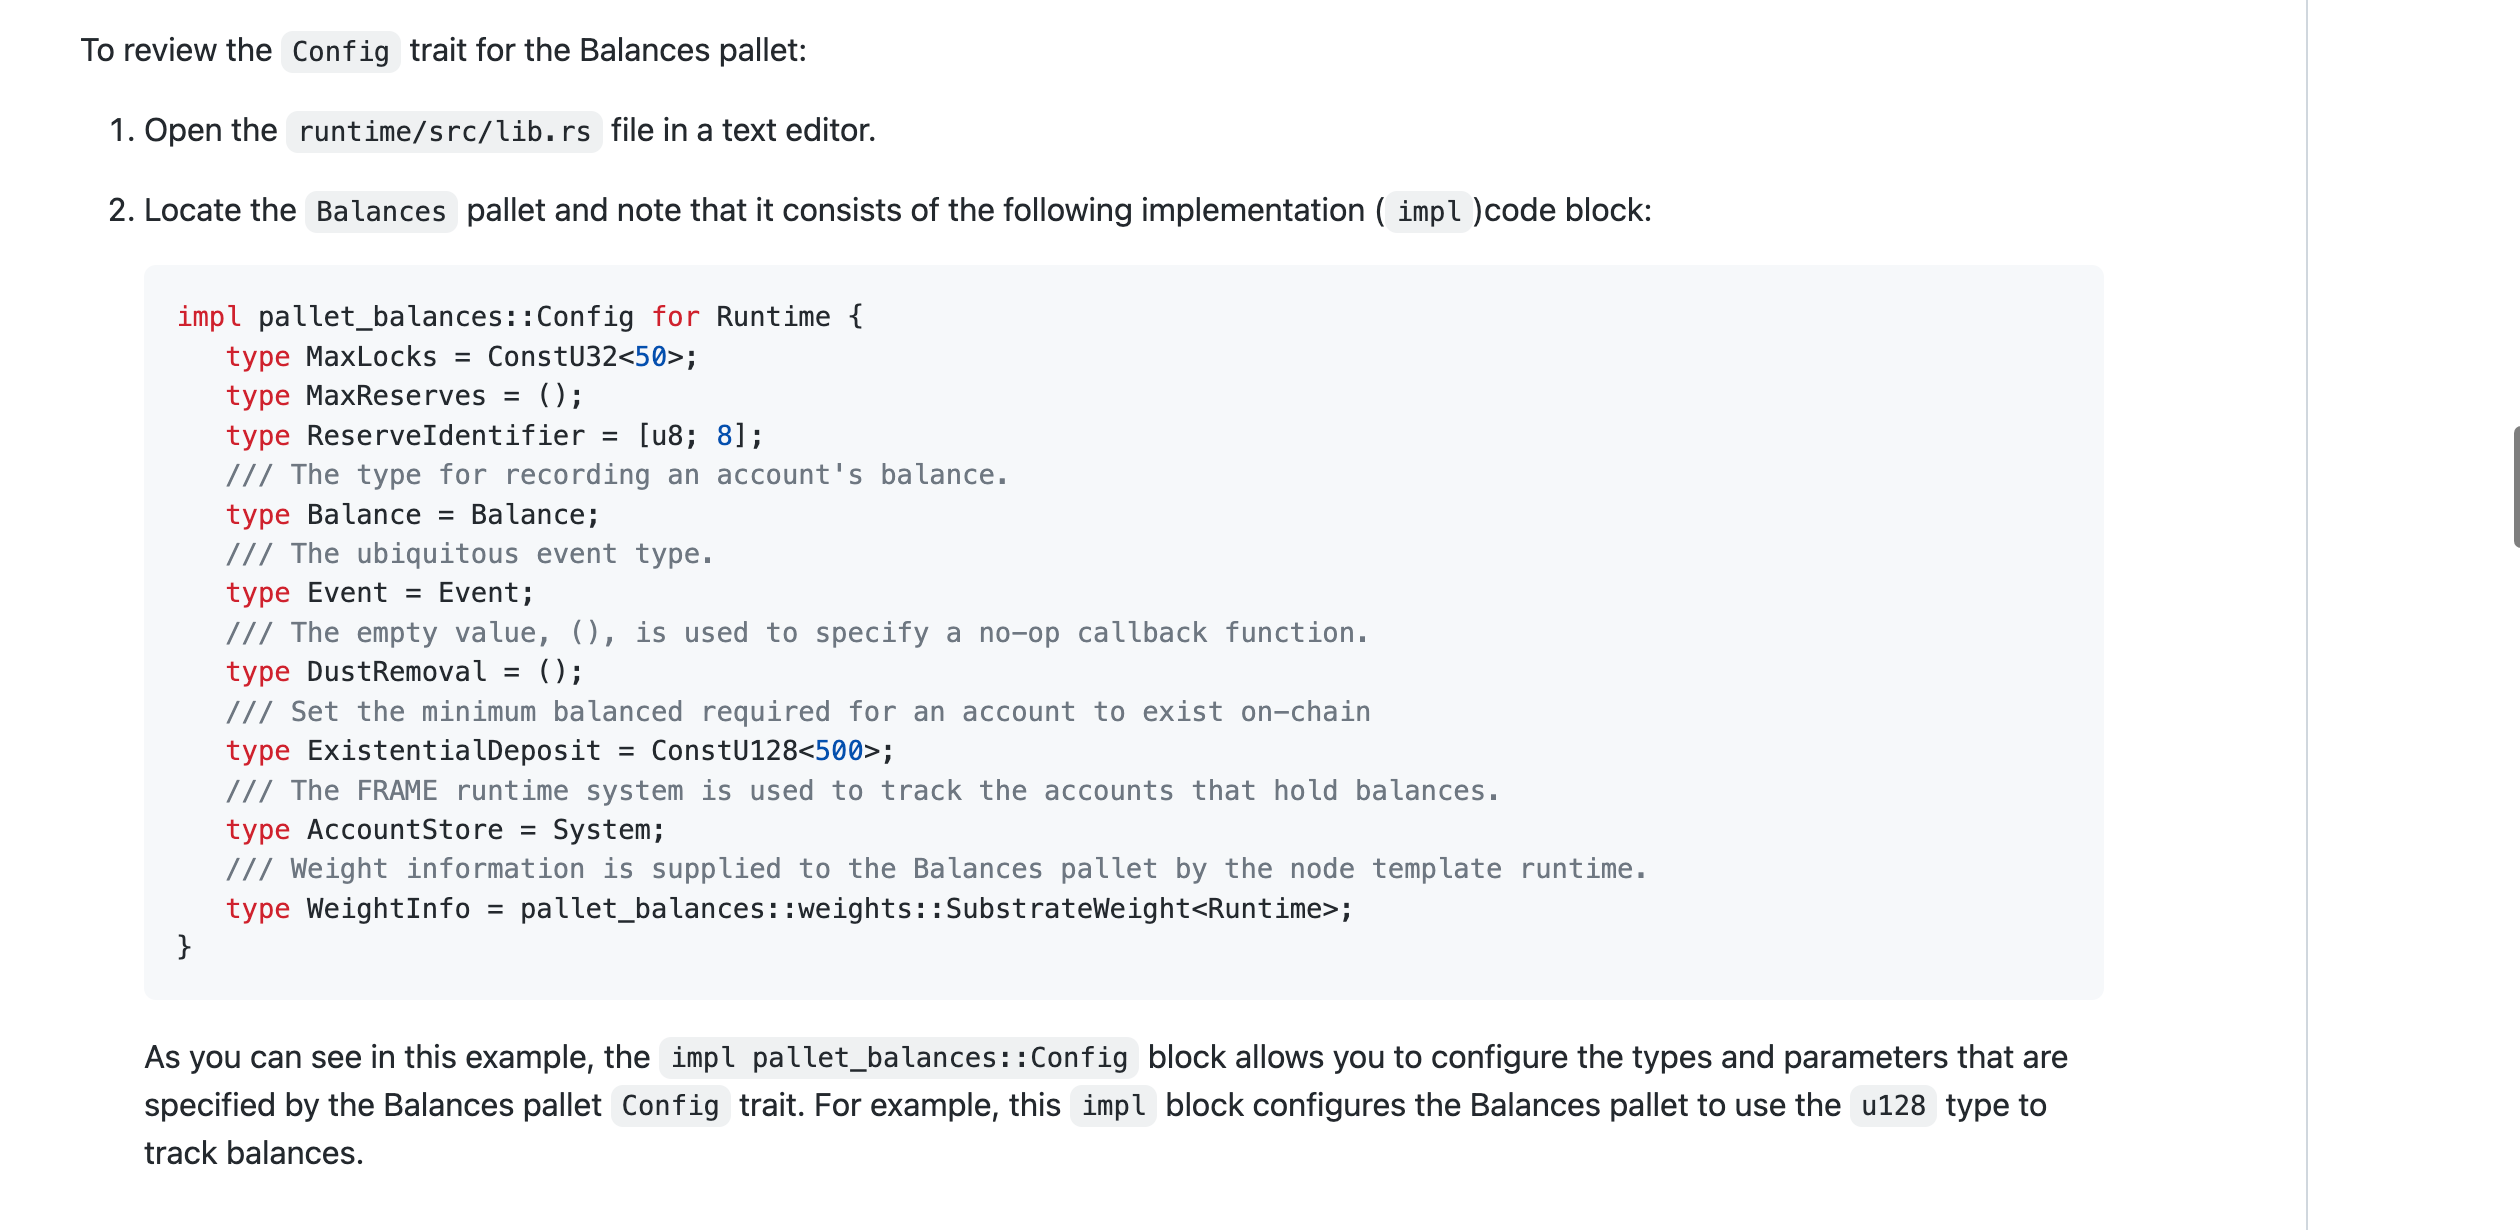 To review the Config trait for the Balances pallet:
1. Open the runtime/src/lib.rs file in a text editor.
2. Locate the Balances pallet and note that it consists of the following implementation ( impl )code block:
impl pallet_balances::Config for Runtime {
   type MaxLocks = ConstU32<50>;
   type MaxReserves = ();
   type ReserveIdentifier = [u8; 8];
   /// The type for recording an account's balance.
   type Balance = Balance;
   /// The ubiquitous event type.
   type Event = Event;
   /// The empty value, (), is used to specify a no-op callback function.
   type DustRemoval = ();
   /// Set the minimum balanced required for an account to exist on-chain
   type ExistentialDeposit = ConstU128<500>;
   /// The FRAME runtime system is used to track the accounts that hold balances.
   type AccountStore = System;
   /// Weight information is supplied to the Balances pallet by the node template runtime.
   type WeightInfo = pallet_balances::weights::SubstrateWeight<Runtime>;
}
As you can see in this example, the impl pallet_balances::Config block allows you to configure the types and parameters that are
specified by the Balances pallet Config trait. For example, this impl block configures the Balances pallet to use the u128 type to
track balances.